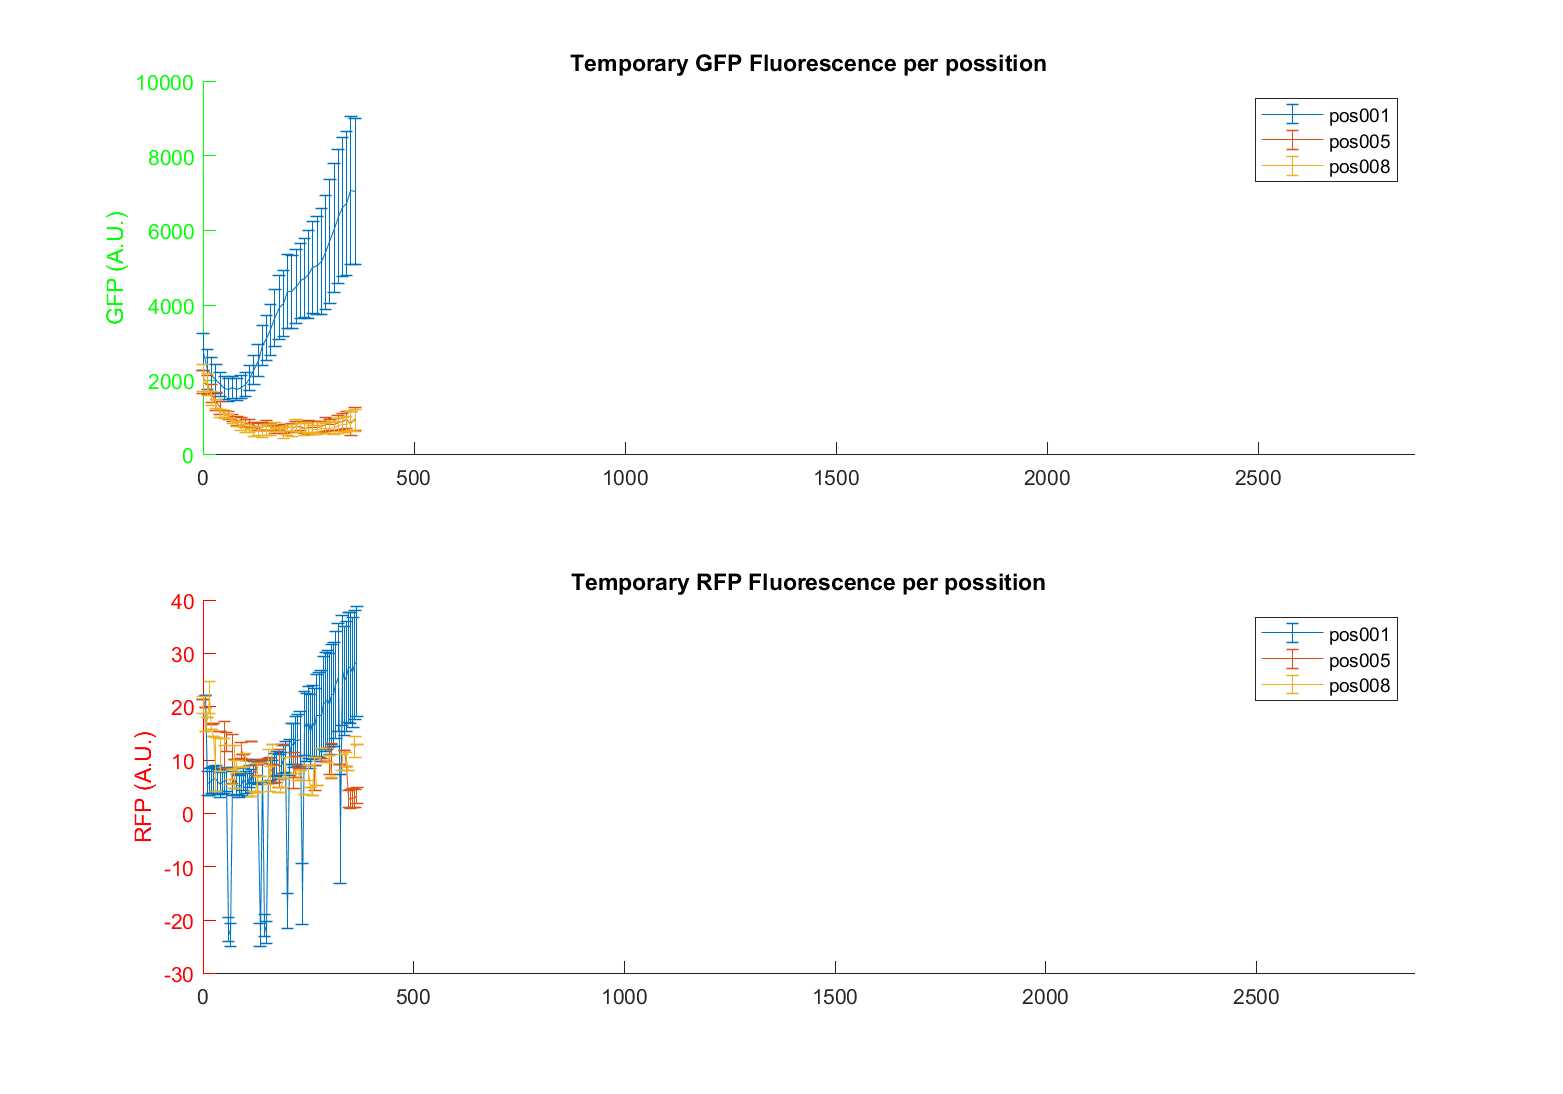 Temporary GFP Fluorescence per possition
10000
8000
6000
4000
2000
0
GFP (A.U.)
pos001
pos005
pos008
0 500 1000 1500 2000 2500
Temporary RFP Fluorescence per possition
40
30
20
10
0
-10
-20
-30
RFP (A.U.)
pos001
pos005
pos008
0 500 1000 1500 2000 2500